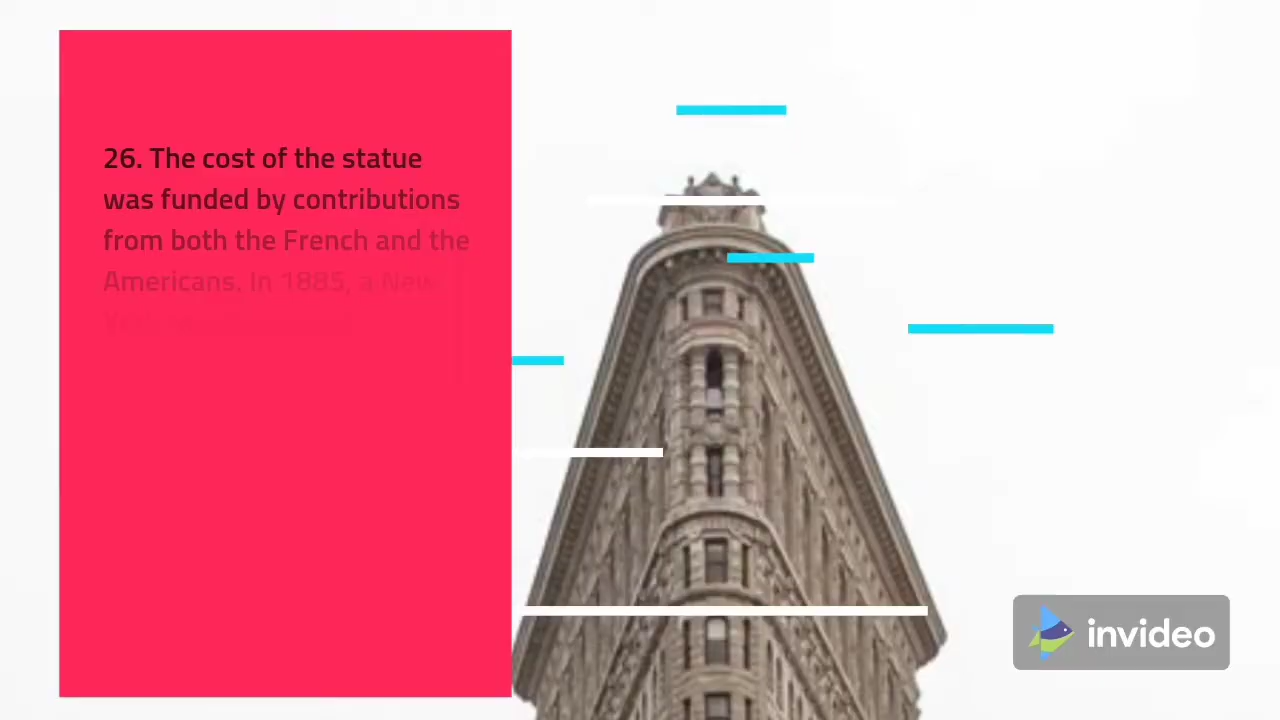 26. The cost of the statue
was funded by contributions
from both the French and the
Americans. In 1885, a New
invideo